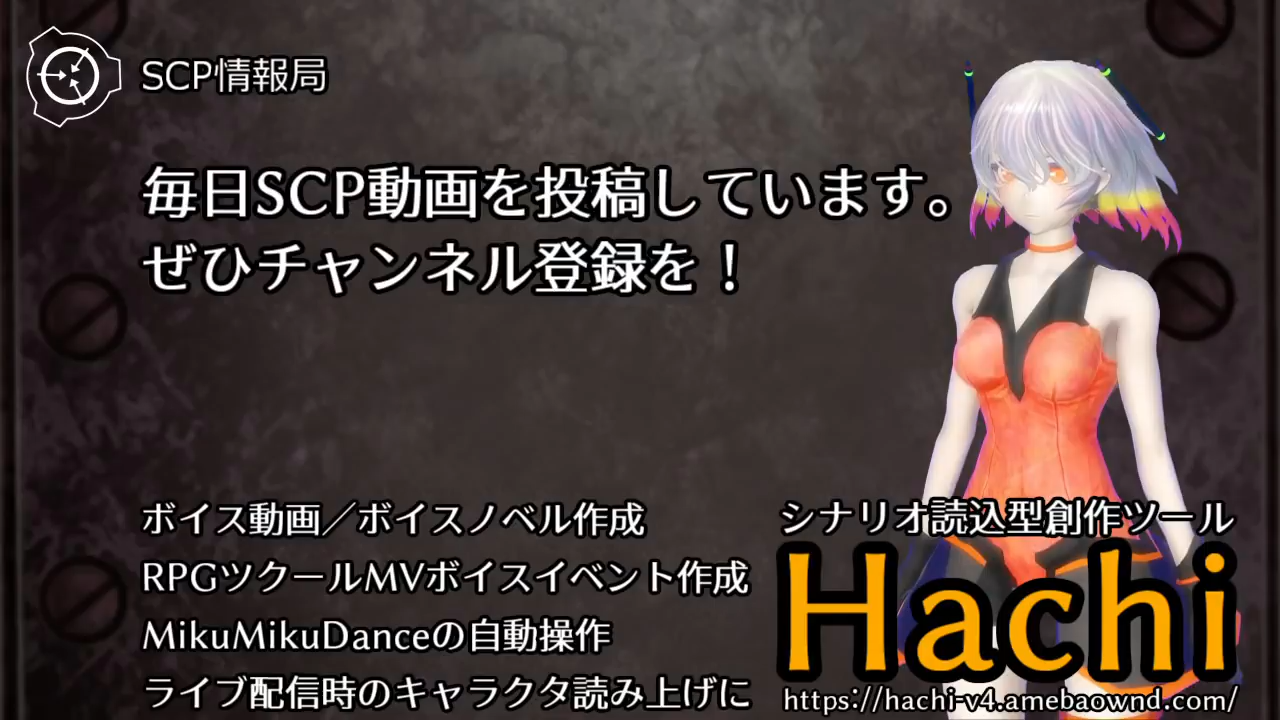 SCP情報局
毎日SCP動画を投稿しています。
ぜひチャンネル登録を！
ボイス動画／ボイスノベル作成
RPGツクールMVボイスイベント作成
MikuMikuDanceの自動操作
ライブ配信時のキャラクタ読み上げに
シナリオ読込型創作ツール
Hachi
https://hachi-v4.amebaownd.com/